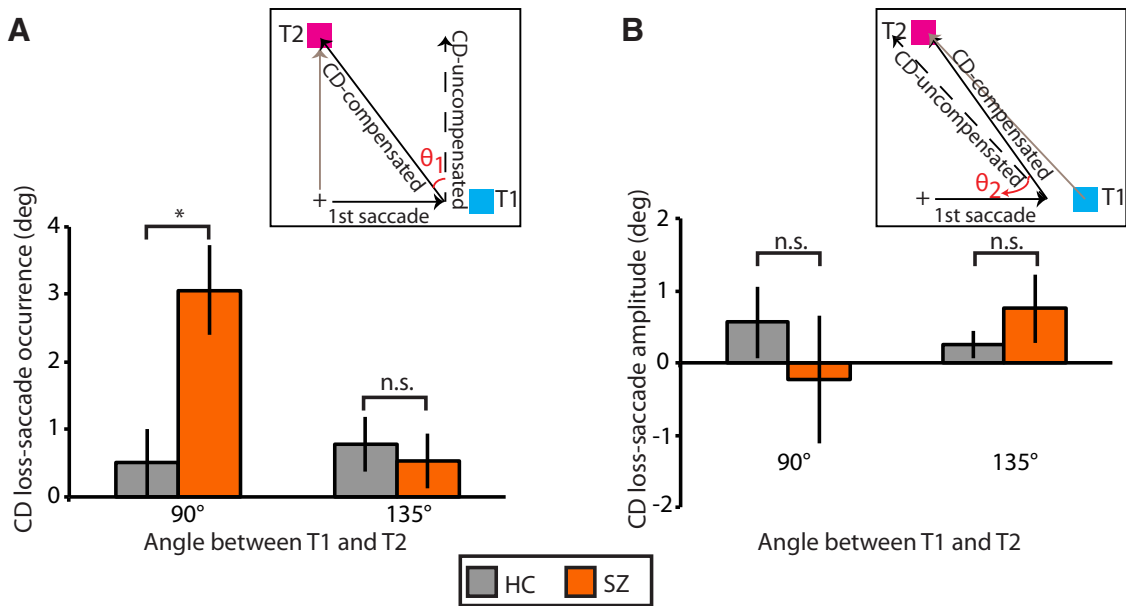 A
T2
CD-compensated
CD-uncompensated
θ1
+
1st saccade
T1
CD loss-saccade occurrence (deg)
4
3
2
1
0
*
n.s.
90°
135°
Angle between T1 and T2
B
T2
CD-compensated
CD-uncompensated
θ2
+
1st saccade
T1
CD loss-saccade amplitude (deg)
2
1
0
-1
-2
n.s.
n.s.
90°
135°
Angle between T1 and T2
HC
SZ